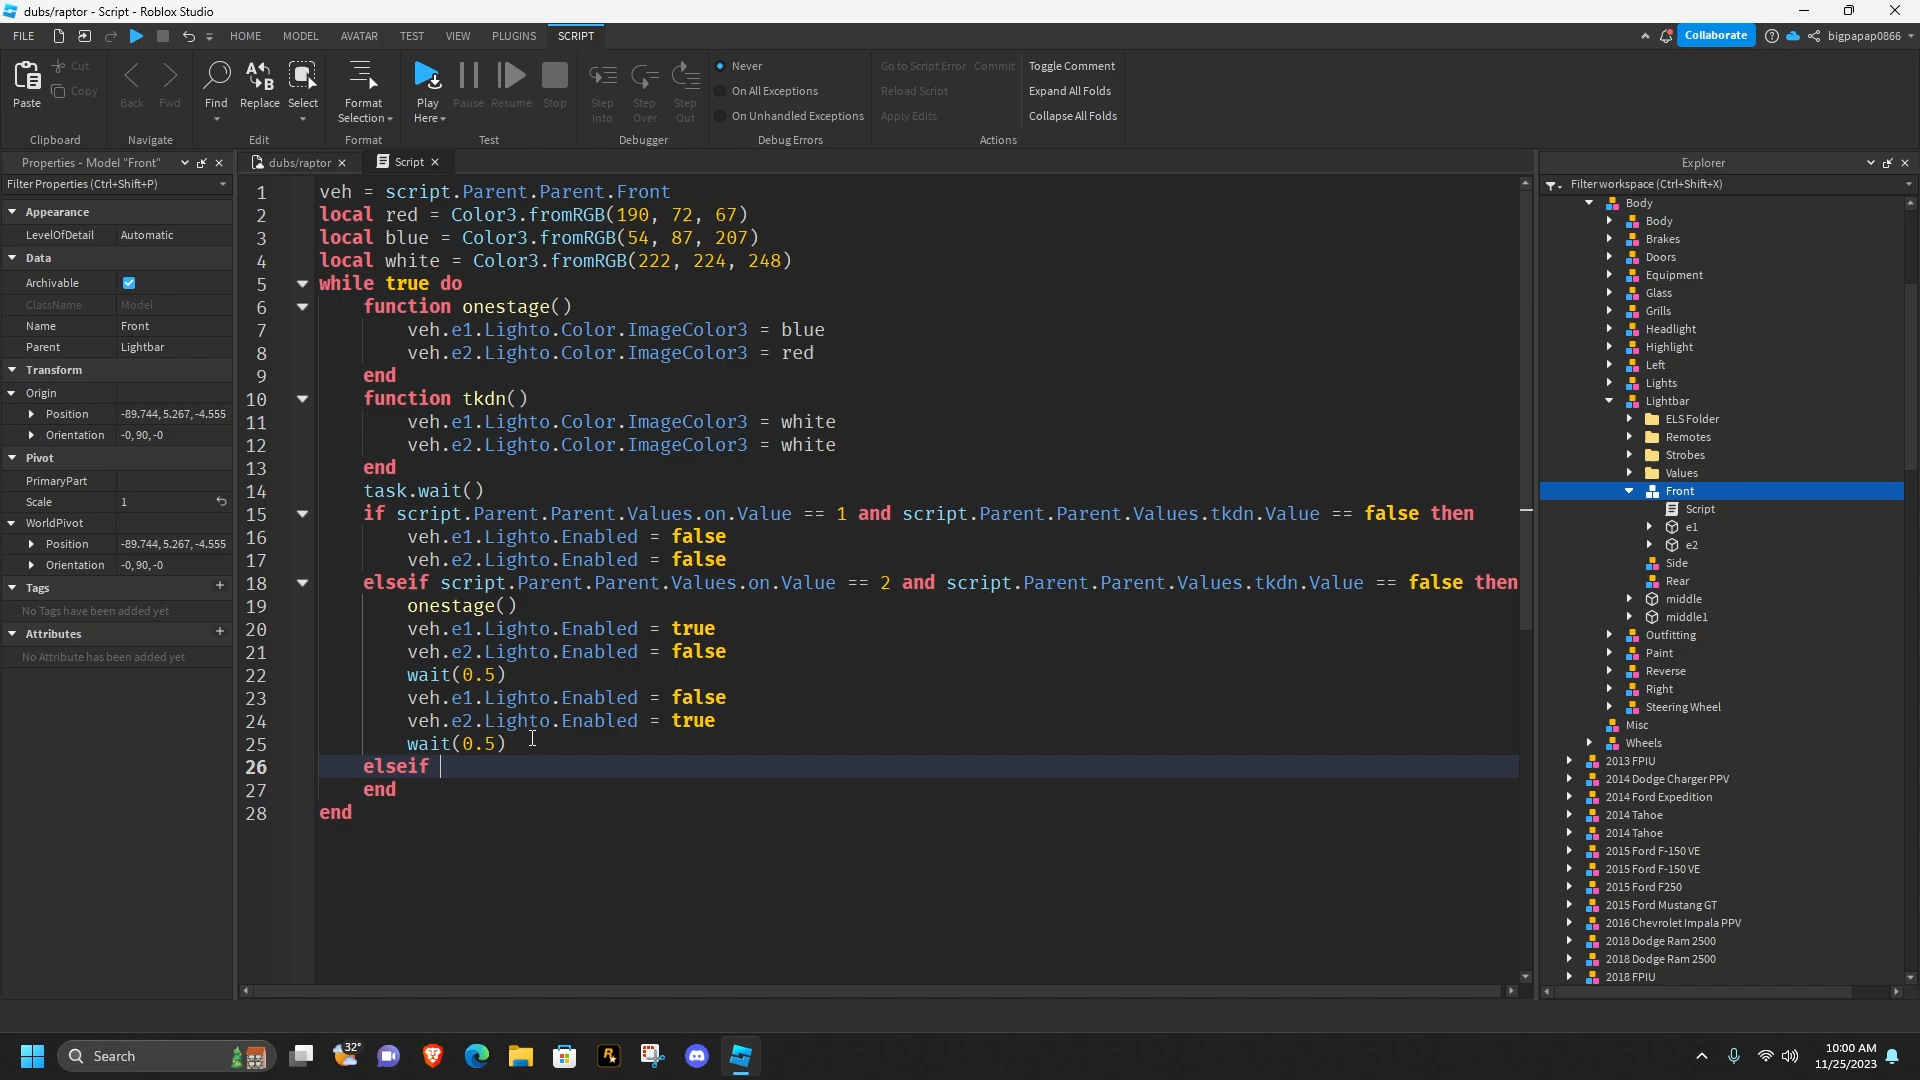 dubs/raptor - Script - Roblox Studio
FILE HOME MODEL AVATAR TEST VIEW PLUGINS SCRIPT Collaborate bigpapap0866
Paste Cut Copy Back Fwd Find Replace Select Format Selection Play Here Pause Resume Stop Step Into Step Over Step Out
Never
On All Exceptions
On Unhandled Exceptions
Go to Script Error Commit
Reload Script
Apply Edits
Toggle Comment
Expand All Folds
Collapse All Folds
Clipboard Navigate Edit Format Test Debugger Debug Errors Actions
Properties - Model "Front"
Filter Properties (Ctrl+Shift+P)
Appearance
LevelOfDetail Automatic
Data
Archivable
ClassName Model
Name Front
Parent Lightbar
Transform
Origin
Position -89.744, 5.267, -4.555
Orientation -0, 90, -0
Pivot
PrimaryPart
Scale 1
WorldPivot
Position -89.744, 5.267, -4.555
Orientation -0, 90, -0
Tags +
No Tags have been added yet
Attributes +
No Attribute has been added yet
dubs/raptor Script
1 veh = script.Parent.Parent.Front
2 local red = Color3.fromRGB(190, 72, 67)
3 local blue = Color3.fromRGB(54, 87, 207)
4 local white = Color3.fromRGB(222, 224, 248)
5 while true do
6 function onestage()
7 veh.e1.Lighto.Color.ImageColor3 = blue
8 veh.e2.Lighto.Color.ImageColor3 = red
9 end
10 function tkdn()
11 veh.e1.Lighto.Color.ImageColor3 = white
12 veh.e2.Lighto.Color.ImageColor3 = white
13 end
14 task.wait()
15 if script.Parent.Parent.Values.on.Value == 1 and script.Parent.Parent.Values.tkdn.Value == false then
16 veh.e1.Lighto.Enabled = false
17 veh.e2.Lighto.Enabled = false
18 elseif script.Parent.Parent.Values.on.Value == 2 and script.Parent.Parent.Values.tkdn.Value == false then
19 onestage()
20 veh.e1.Lighto.Enabled = true
21 veh.e2.Lighto.Enabled = false
22 wait(0.5)
23 veh.e1.Lighto.Enabled = false
24 veh.e2.Lighto.Enabled = true
25 wait(0.5)
26 elseif
27 end
28 end
Explorer
Filter workspace (Ctrl+Shift+X)
Body
Body
Brakes
Doors
Equipment
Glass
Grills
Headlight
Highlight
Left
Lights
Lightbar
ELS Folder
Remotes
Strobes
Values
Front
Script
e1
e2
Side
Rear
middle
middle1
Outfitting
Paint
Reverse
Right
Steering Wheel
Misc
Wheels
2013 FPIU
2014 Dodge Charger PPV
2014 Ford Expedition
2014 Tahoe
2014 Tahoe
2015 Ford F-150 VE
2015 Ford F-150 VE
2015 Ford F250
2015 Ford Mustang GT
2016 Chevrolet Impala PPV
2018 Dodge Ram 2500
2018 Dodge Ram 2500
2018 FPIU
Search
32°
10:00 AM
11/25/2023